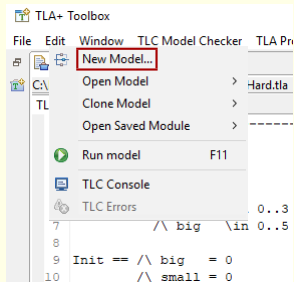 TLA+ Toolbox
File Edit Window TLC Model Checker TLA Pr
New Model...
C:\ Hard.tla
Open Model >
TL
Clone Model >
Open Saved Module >
Run model F11
TLC Console
0..3
TLC Errors
7 /\ big \in 0..5
8
9 Init == /\ big = 0
10 /\ small = 0